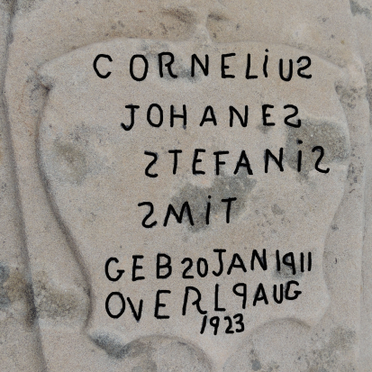 CORNELiUS
JOHANES
STEFANiS
SMiT
GEB 20 JAN 1911
OVERL 9 AUG
1923